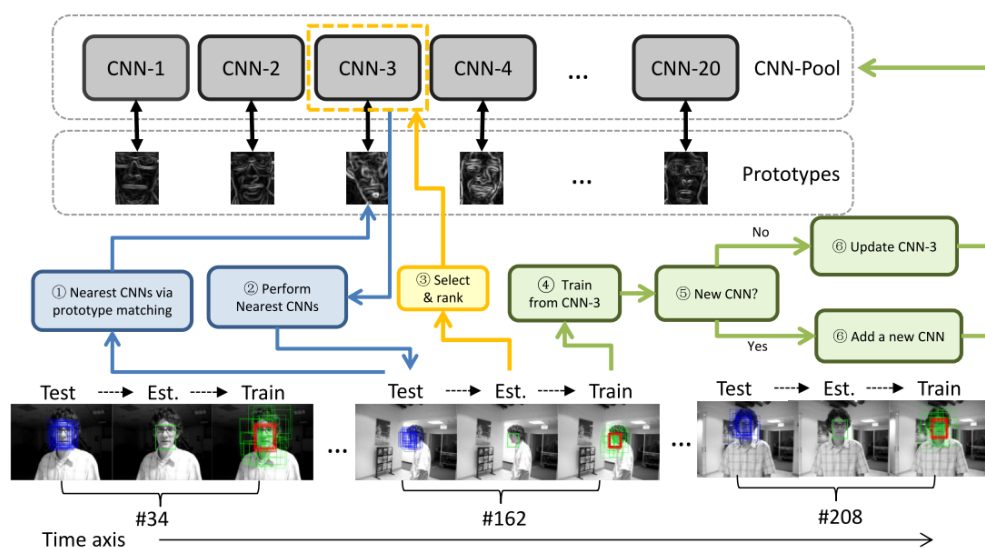 CNN-1
CNN-2
CNN-3
CNN-4
...
CNN-20
CNN-Pool
...
Prototypes
① Nearest CNNs via
prototype matching
② Perform
Nearest CNNs
③ Select
& rank
④ Train
from CNN-3
⑤ New CNN?
No
Yes
⑥ Update CNN-3
⑥ Add a new CNN
Test
Est.
Train
...
Test
Est.
Train
...
Test
Est.
Train
#34
#162
#208
Time axis